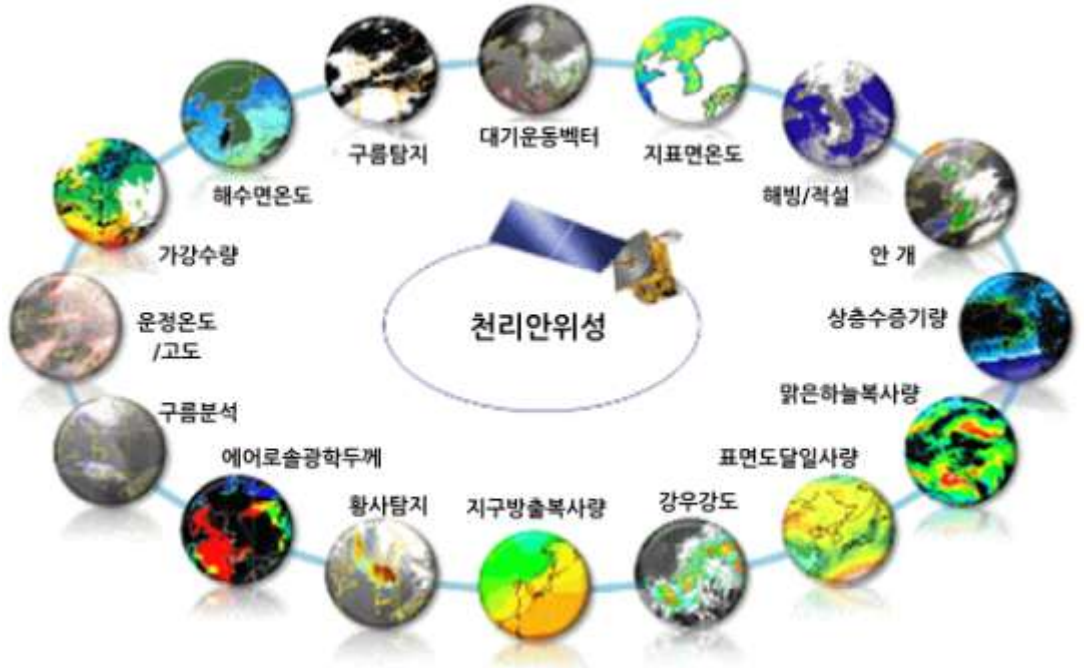 대기운동벡터
구름탐지
지표면온도
해수면온도
해빙/적설
가강수량
안 개
운정온도
/고도
천리안위성
상층수증기량
구름분석
맑은하늘복사량
에어로솔광학두께
표면도달일사량
황사탐지
지구방출복사량
강우강도